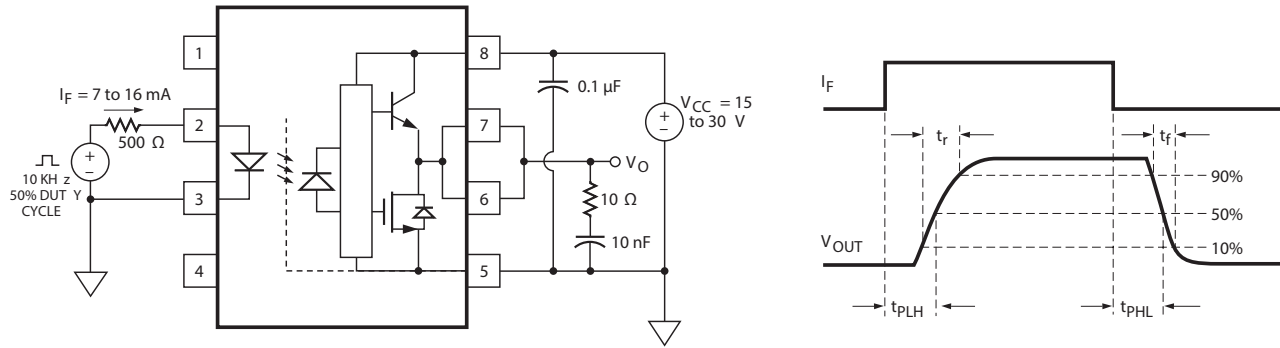 1
2
3
4
8
7
6
5
I_F = 7 to 16 mA
500 Ω
+
−
10 KH z
50% DUT Y
CYCLE
0.1 µF
+
−
V_CC = 15
to 30 V
V_O
10 Ω
10 nF
I_F
t_r
t_f
90%
50%
10%
V_OUT
t_PLH
t_PHL